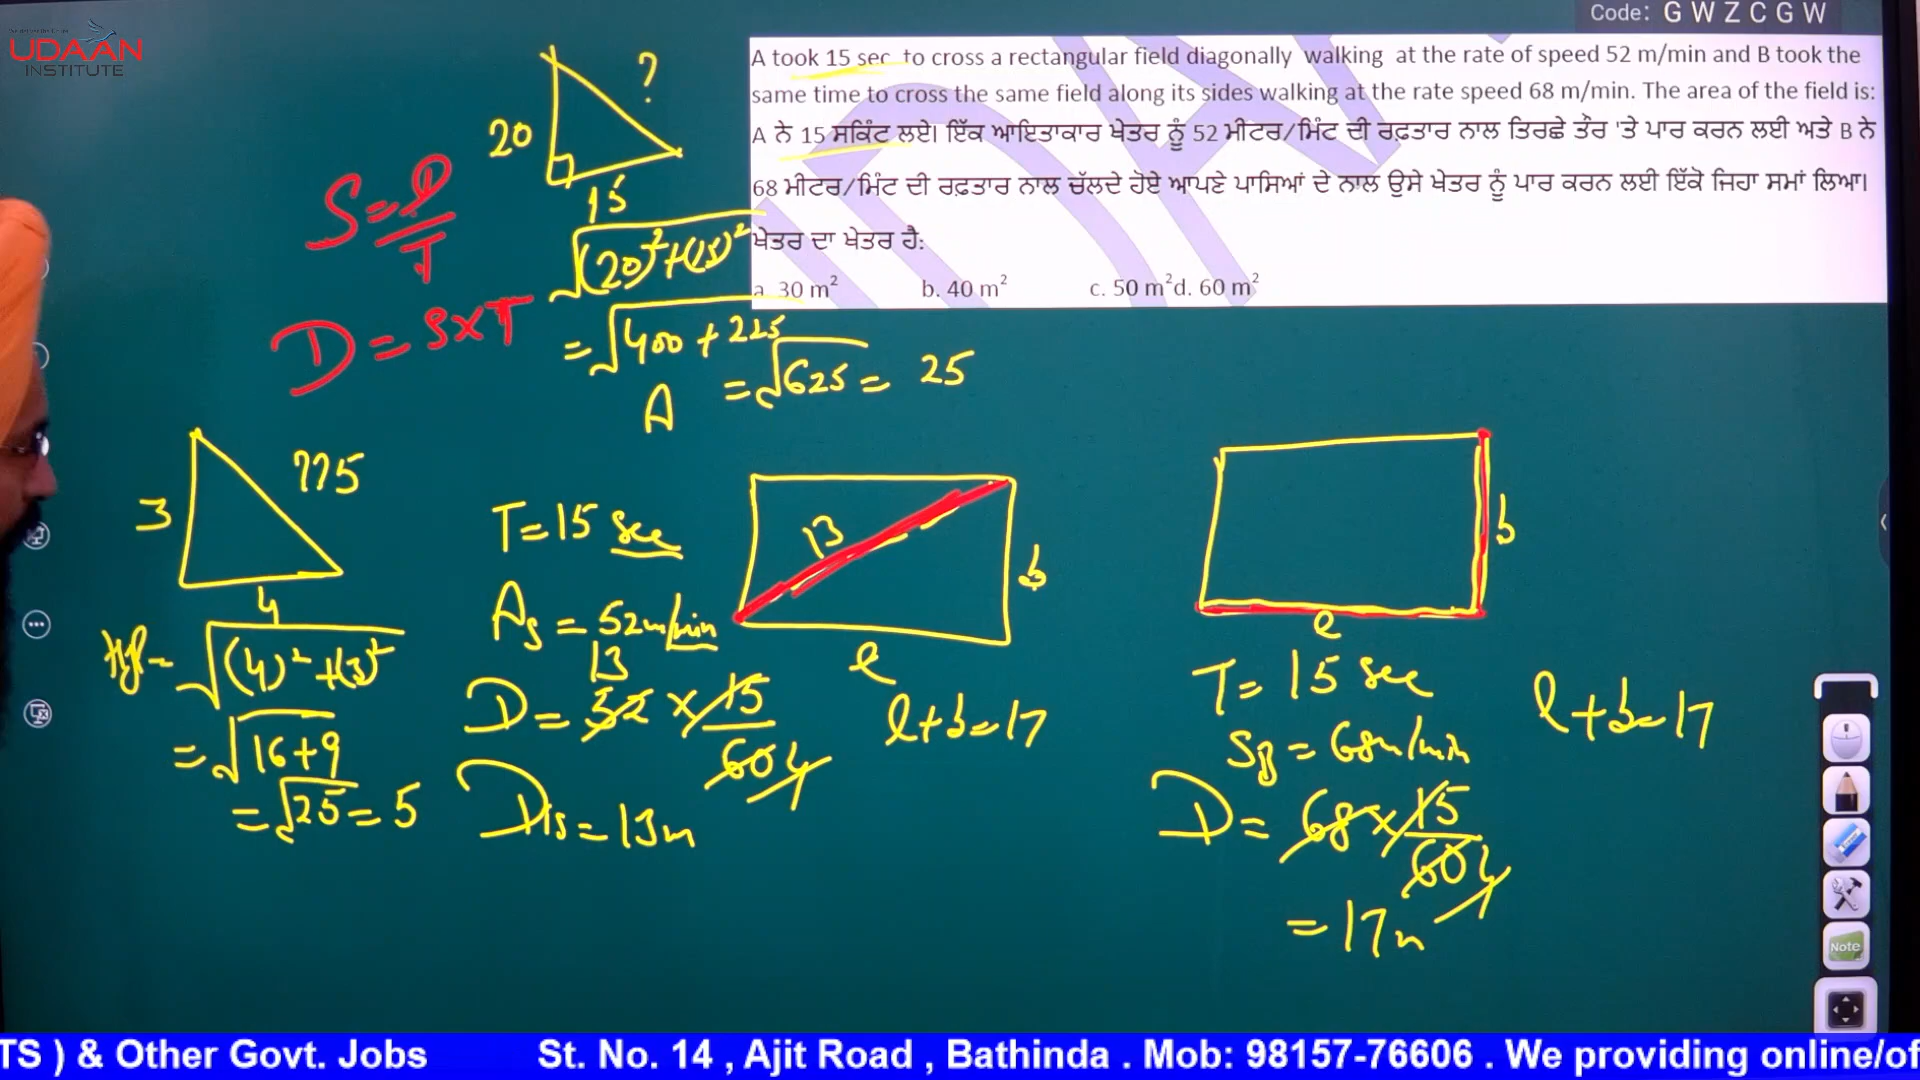 Code: G W Z C G W
UDAAN
INSTITUTE
A took 15 sec to cross a rectangular field diagonally walking at the rate of speed 52 m/min and B took the
same time to cross the same field along its sides walking at the rate speed 68 m/min. The area of the field is:
A ਨੇ 15 ਸਕਿੰਟ ਲਏ। ਇੱਕ ਆਇਤਾਕਾਰ ਖੇਤਰ ਨੂੰ 52 ਮੀਟਰ/ਮਿੰਟ ਦੀ ਰਫ਼ਤਾਰ ਨਾਲ ਤਿਰਛੇ ਤੌਰ 'ਤੇ ਪਾਰ ਕਰਨ ਲਈ ਅਤੇ B ਨੇ
68 ਮੀਟਰ/ਮਿੰਟ ਦੀ ਰਫ਼ਤਾਰ ਨਾਲ ਚੱਲਦੇ ਹੋਏ ਆਪਣੇ ਪਾਸਿਆਂ ਦੇ ਨਾਲ ਉਸੇ ਖੇਤਰ ਨੂੰ ਪਾਰ ਕਰਨ ਲਈ ਇੱਕੋ ਜਿਹਾ ਸਮਾਂ ਲਿਆ।
ਖੇਤਰ ਦਾ ਖੇਤਰ ਹੈ:
a. 30 m² b. 40 m² c. 50 m²d. 60 m²
?
20
15
S=D/T
D=S×T
√(20)²+(15)²
=√400+225
=√625= 25
A
3
??5
4
Hyp=√(4)²+(3)²
=√16+9
=√25=5
T=15 sec
A s = 52m/min
13
D=52×15/60 4
Dis=13m
13
b
l
l+b=17
b
l
T=15 sec
S B = 68m/min
D=68×15/60 4
=17m
l+b=17
Note
TS ) & Other Govt. Jobs St. No. 14 , Ajit Road , Bathinda . Mob: 98157-76606 . We providing online/of